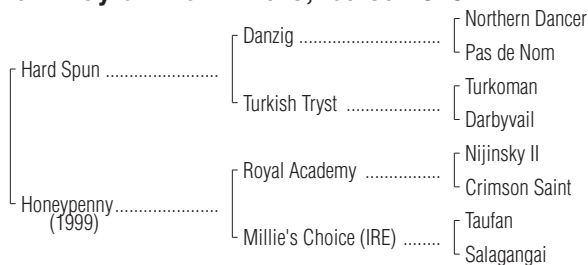 Northern Dancer
Danzig ................................
Pas de Nom
Hard Spun .........................
Turkoman
Turkish Tryst .....................
Darbyvail
Nijinsky II
Royal Academy .................
Crimson Saint
Honeypenny.......................
(1999)
Taufan
Millie's Choice (IRE) ........
Salagangai